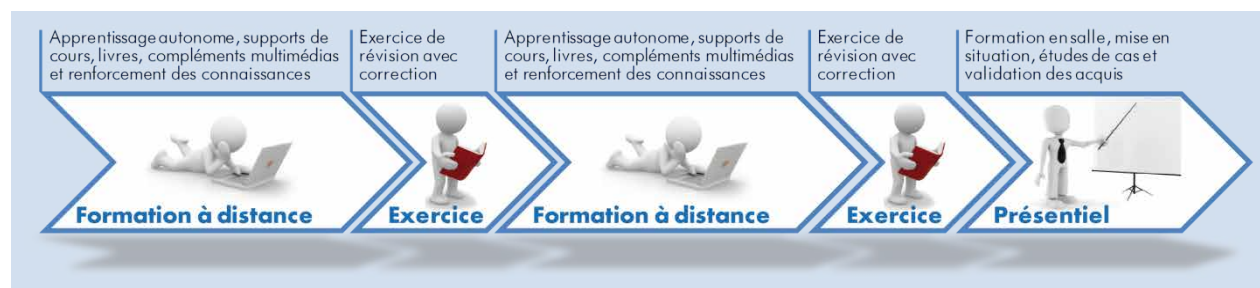 Apprentissage autonome, supports de
cours, livres, compléments multimédias
et renforcement des connaissances
Exercice de
révision avec
correction
Apprentissage autonome, supports de
cours, livres, compléments multimédias
et renforcement des connaissances
Exercice de
révision avec
correction
Formation en salle, mise en
situation, études de cas et
validation des acquis
Formation à distance
Exercice
Formation à distance
Exercice
Présentiel